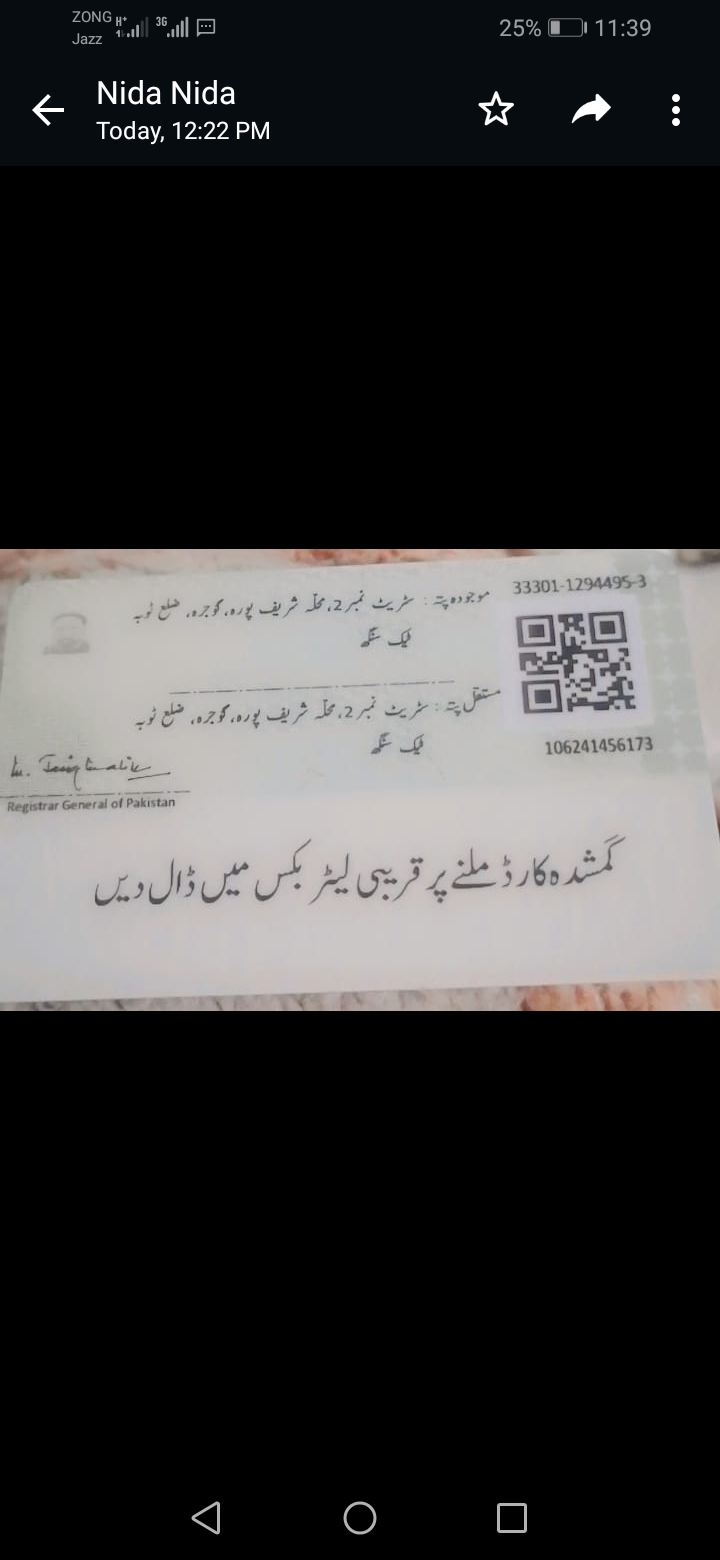 ZONG
Jazz
H+
3G
25% 11:39
Nida Nida
Today, 12:22 PM
33301-1294495-3
موجودہ پتہ : سٹریٹ نمبر 2، محلہ شریف پورہ، گوجرہ، ضلع ٹوبہ
ٹیک سنگھ
مستقل پتہ : سٹریٹ نمبر 2، محلہ شریف پورہ، گوجرہ، ضلع ٹوبہ
ٹیک سنگھ
106241456173
Registrar General of Pakistan
گمشدہ کارڈ ملنے پر قریبی لیٹر بکس میں ڈال دیں